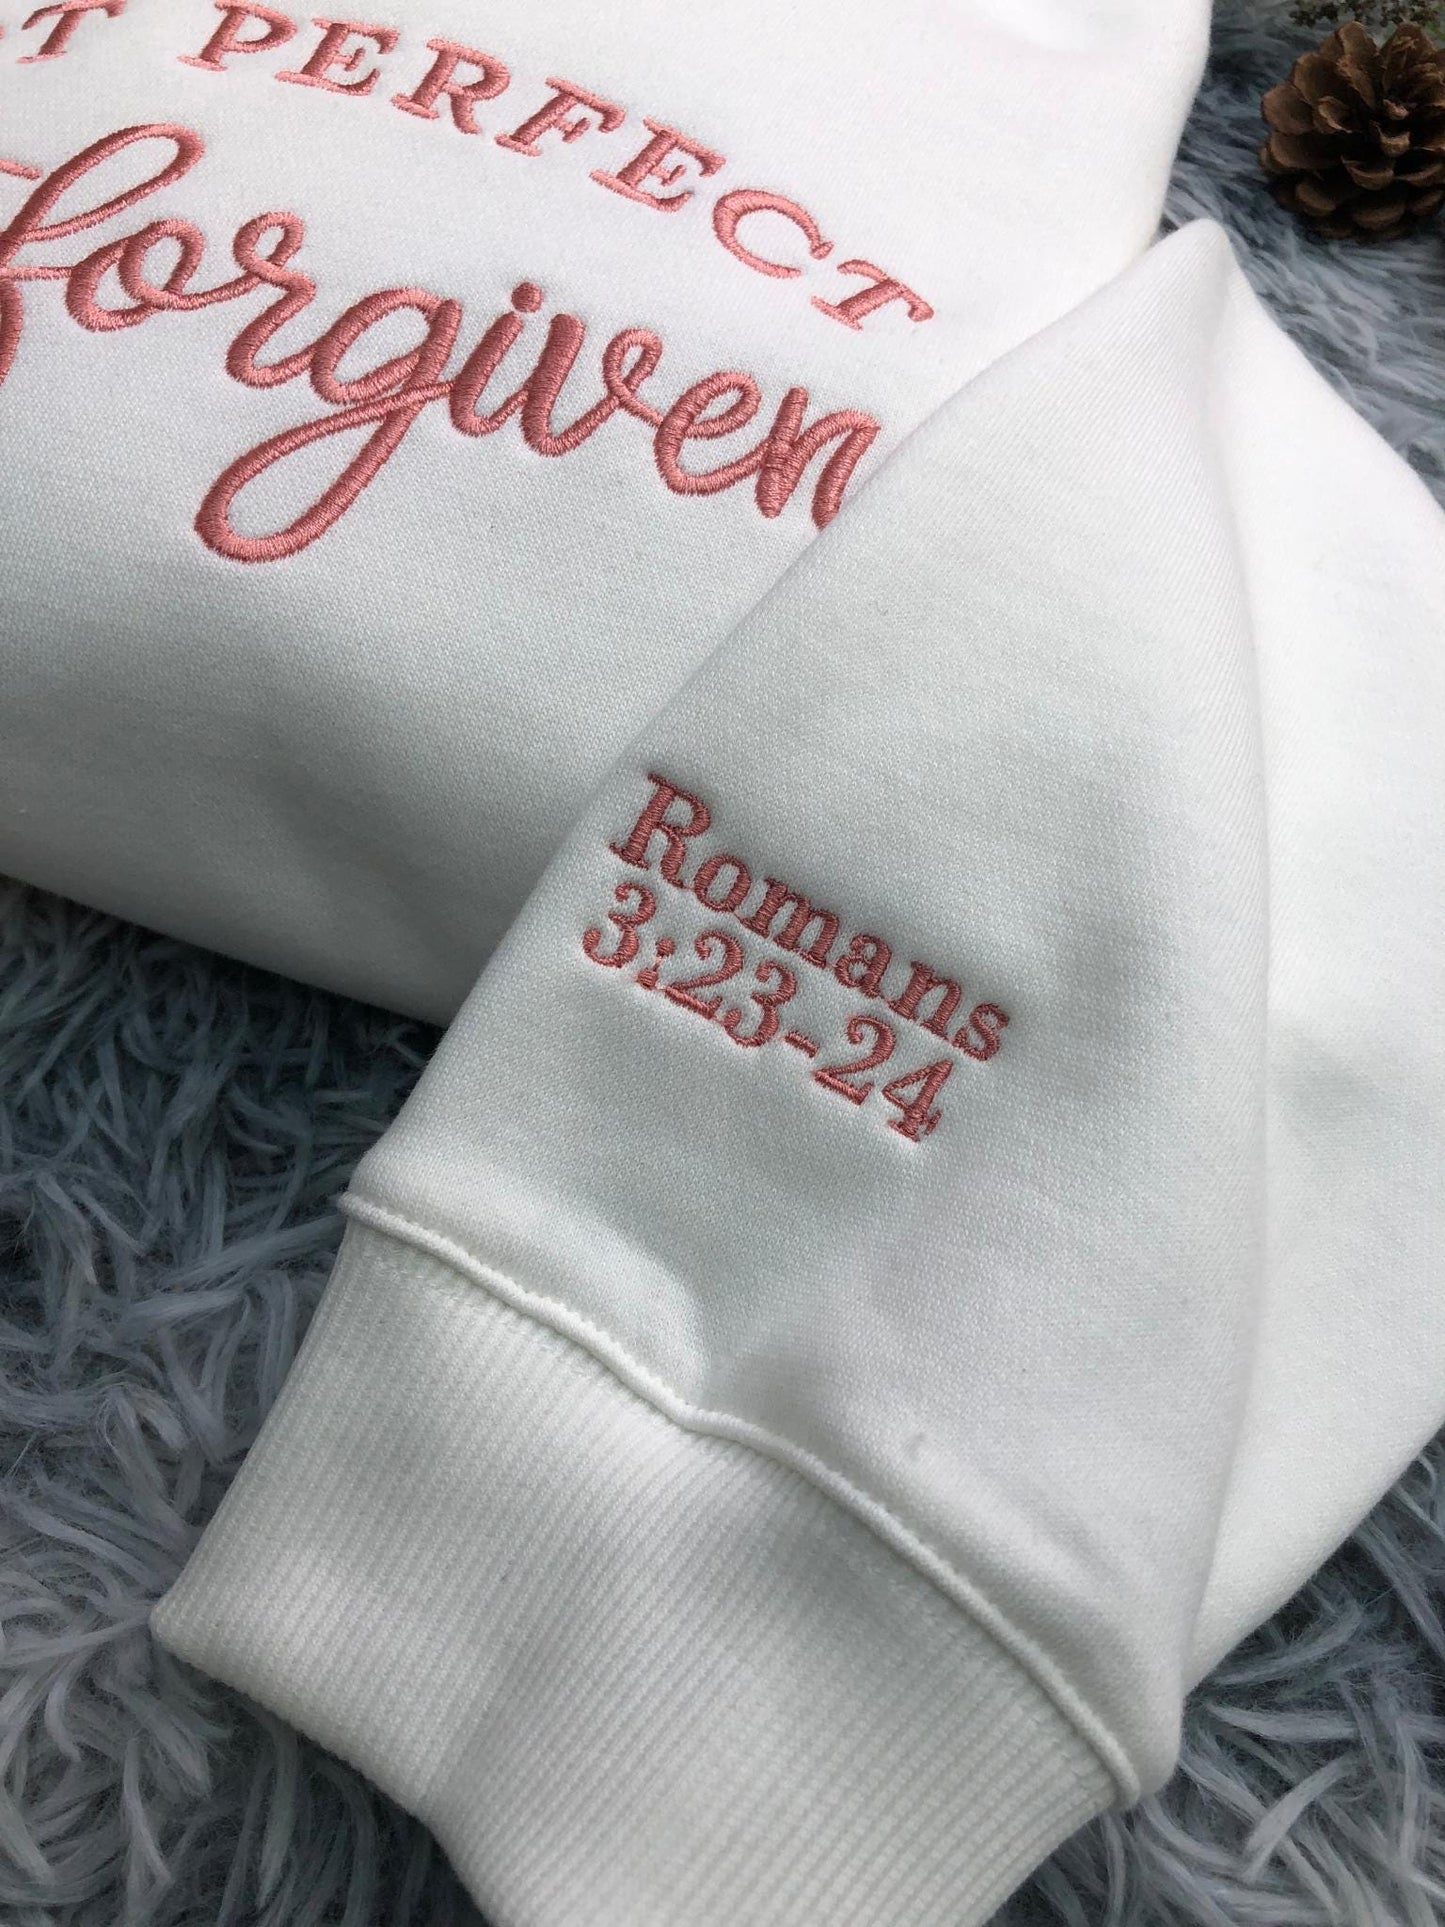 T PERFECT
forgiven
Romans
3:23-24